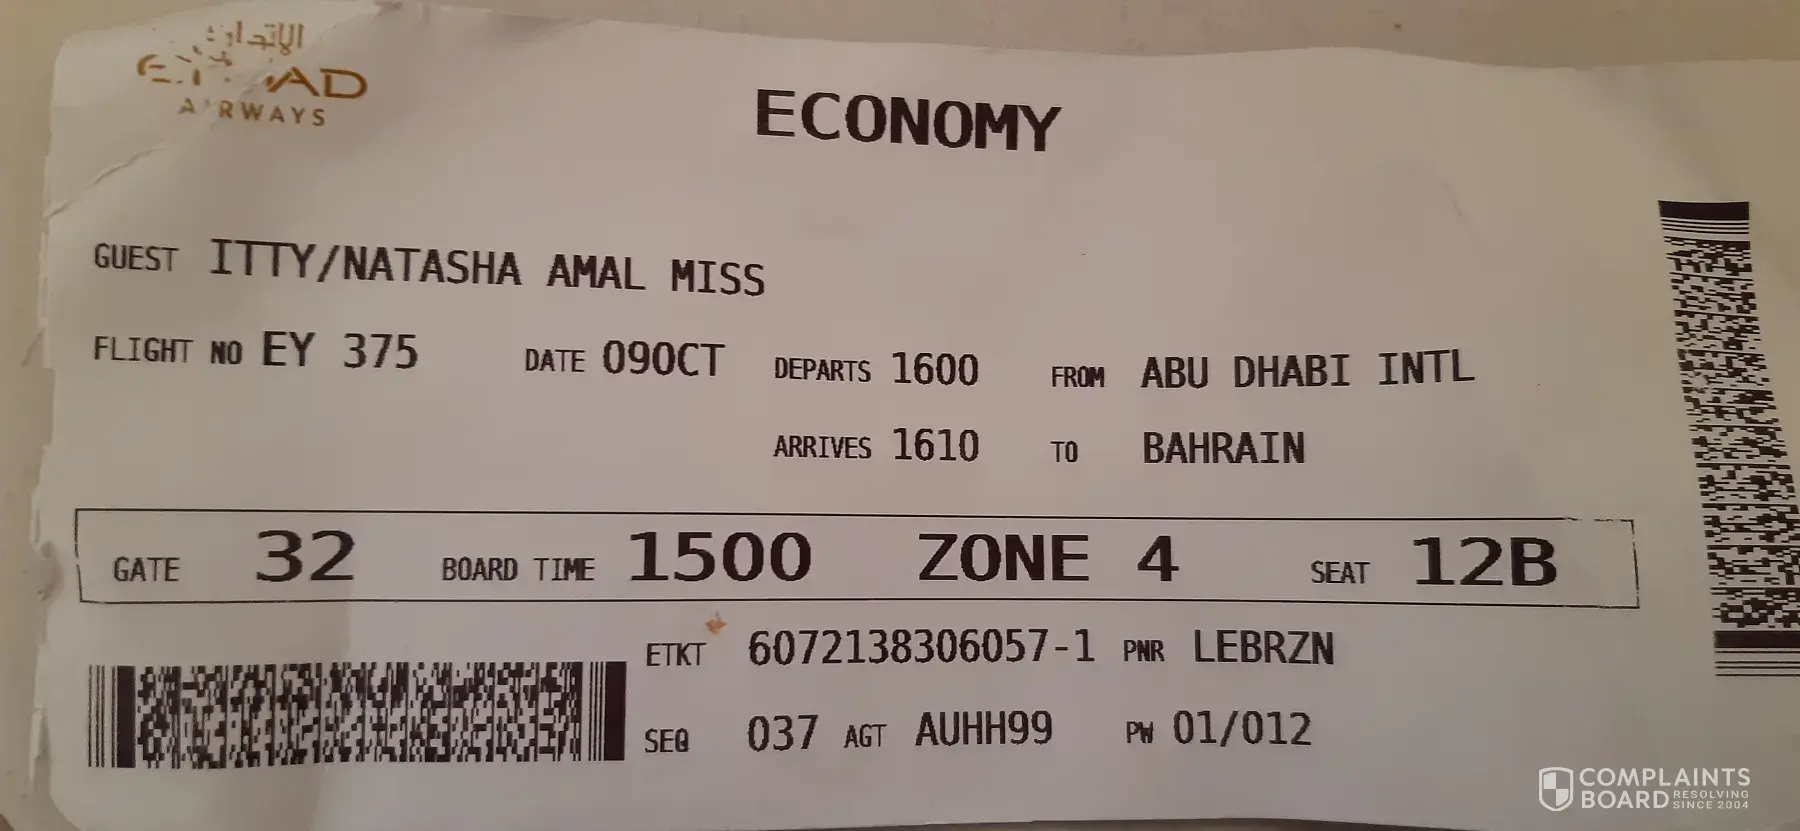 الإتحاد
ETIHAD
AIRWAYS
ECONOMY
GUEST ITTY/NATASHA AMAL MISS
FLIGHT NO EY 375 DATE 09OCT DEPARTS 1600 FROM ABU DHABI INTL
ARRIVES 1610 TO BAHRAIN
GATE 32 BOARD TIME 1500 ZONE 4 SEAT 12B
ETKT 6072138306057-1 PNR LEBRZN
SEQ 037 AGT AUHH99 PW 01/012
COMPLAINTS
BOARD RESOLVING SINCE 2004